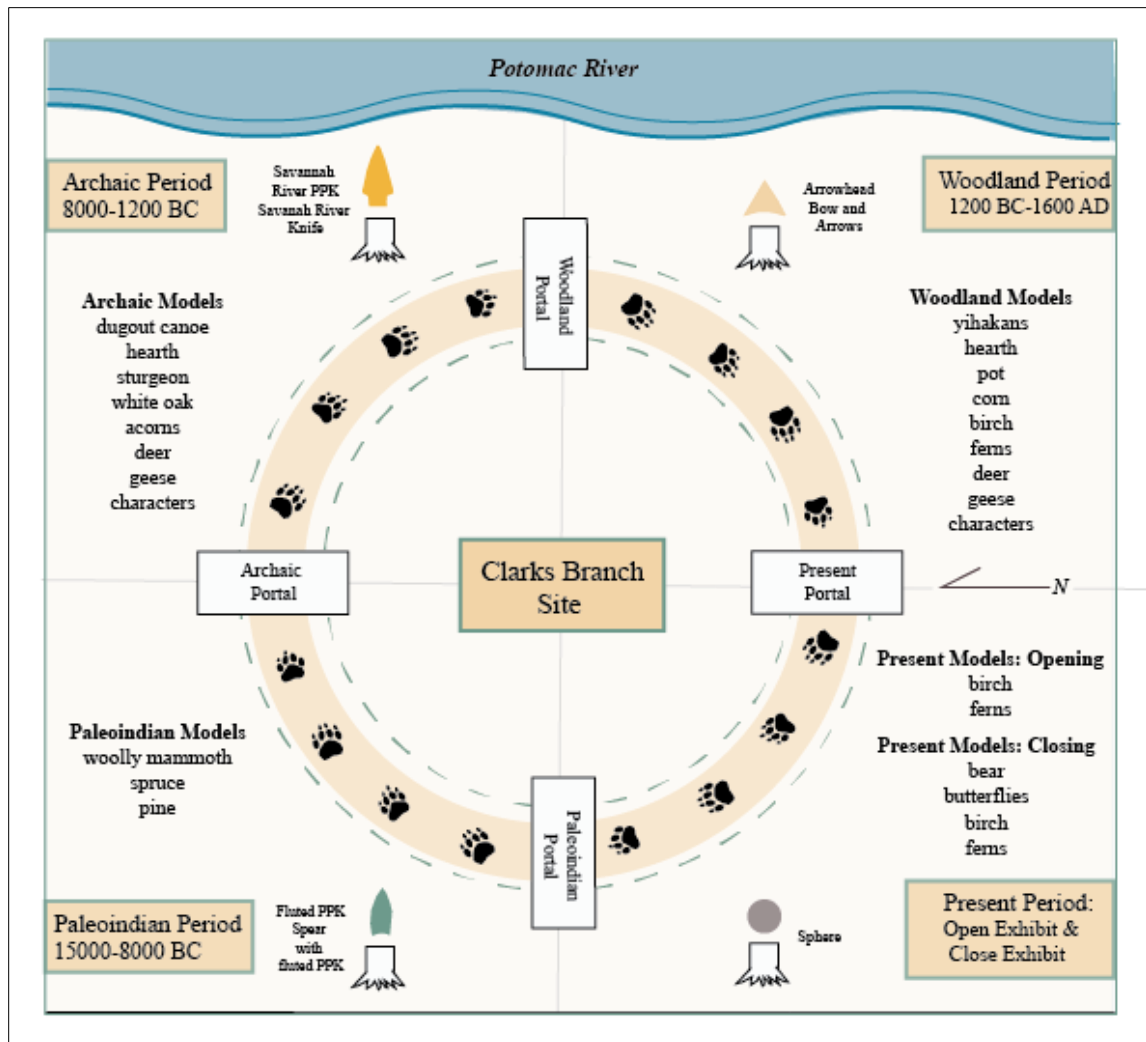 Potomac River
Archaic Period
8000-1200 BC
Savannah
River PPK
Savanah River
Knife
Arrowhead
Bow and
Arrows
Woodland Period
1200 BC-1600 AD
Woodland
Portal
Archaic Models
dugout canoe
hearth
sturgeon
white oak
acorns
deer
geese
characters
Woodland Models
yihakans
hearth
pot
corn
birch
ferns
deer
geese
characters
Archaic
Portal
Clarks Branch
Site
Present
Portal
N
Present Models: Opening
birch
ferns
Present Models: Closing
bear
butterflies
birch
ferns
Paleoindian Models
woolly mammoth
spruce
pine
Paleoindian
Portal
Paleoindian Period
15000-8000 BC
Fluted PPK
Spear
with
fluted PPK
Sphere
Present Period:
Open Exhibit &
Close Exhibit